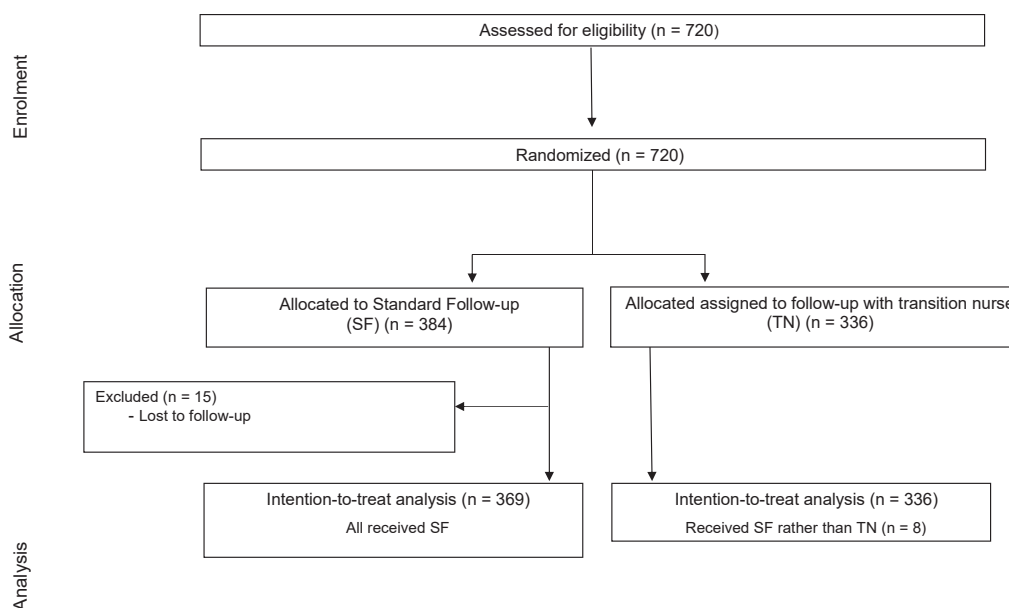 Enrolment
Assessed for eligibility (n = 720)
Randomized (n = 720)
Allocation
Allocated to Standard Follow-up
(SF) (n = 384)
Allocated assigned to follow-up with transition nurse
(TN) (n = 336)
Excluded (n = 15)
- Lost to follow-up
Analysis
Intention-to-treat analysis (n = 369)
All received SF
Intention-to-treat analysis (n = 336)
Received SF rather than TN (n = 8)